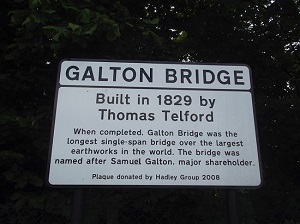 GALTON BRIDGE
Built in 1829 by
Thomas Telford
When completed, Galton Bridge was the
longest single-span bridge over the largest
earthworks in the world. The bridge was
named after Samuel Galton, major shareholder.
Plaque donated by Hadley Group 2008